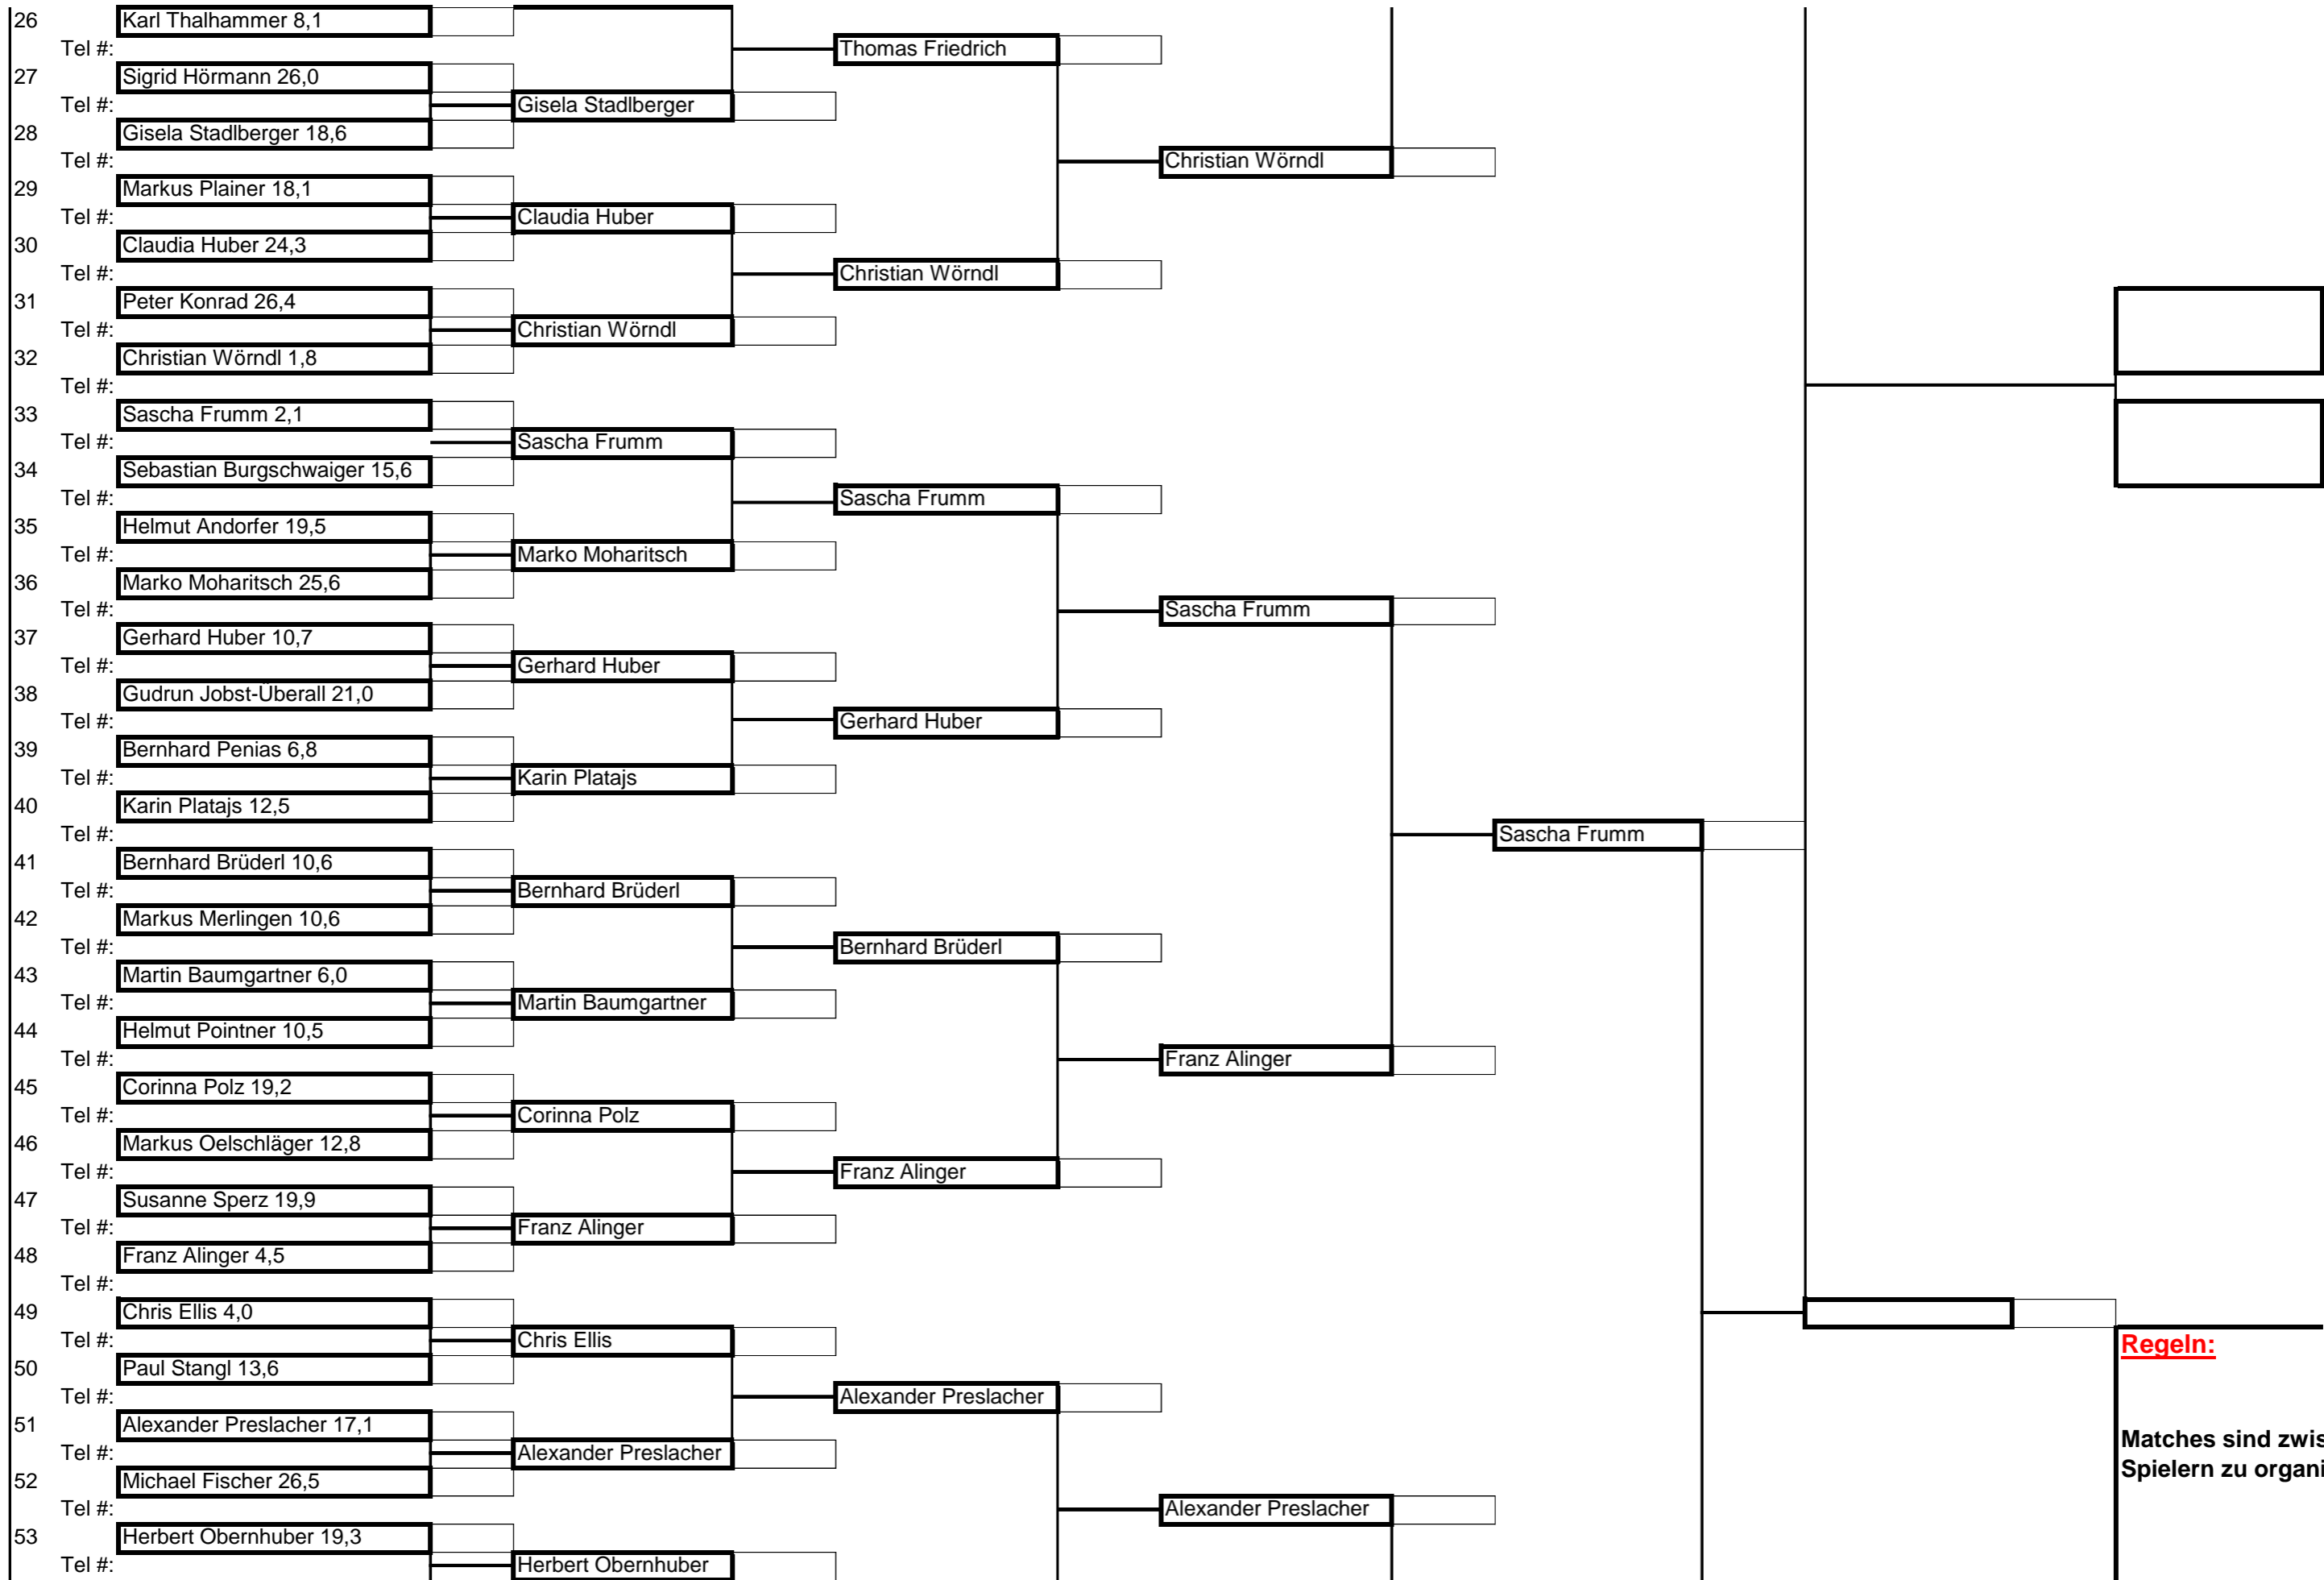 26 Karl Thalhammer 8,1
Tel #: Thomas Friedrich
27 Sigrid Hörmann 26,0
Tel #: Gisela Stadlberger
28 Gisela Stadlberger 18,6
Tel #: Christian Wörndl
29 Markus Plainer 18,1
Tel #: Claudia Huber
30 Claudia Huber 24,3
Tel #: Christian Wörndl
31 Peter Konrad 26,4
Tel #: Christian Wörndl
32 Christian Wörndl 1,8
Tel #:
33 Sascha Frumm 2,1
Tel #: Sascha Frumm
34 Sebastian Burgschwaiger 15,6
Tel #: Sascha Frumm
35 Helmut Andorfer 19,5
Tel #: Marko Moharitsch
36 Marko Moharitsch 25,6
Tel #: Sascha Frumm
37 Gerhard Huber 10,7
Tel #: Gerhard Huber
38 Gudrun Jobst-Überall 21,0
Tel #: Gerhard Huber
39 Bernhard Penias 6,8
Tel #: Karin Platajs
40 Karin Platajs 12,5
Tel #: Sascha Frumm
41 Bernhard Brüderl 10,6
Tel #: Bernhard Brüderl
42 Markus Merlingen 10,6
Tel #: Bernhard Brüderl
43 Martin Baumgartner 6,0
Tel #: Martin Baumgartner
44 Helmut Pointner 10,5
Tel #: Franz Alinger
45 Corinna Polz 19,2
Tel #: Corinna Polz
46 Markus Oelschläger 12,8
Tel #: Franz Alinger
47 Susanne Sperz 19,9
Tel #: Franz Alinger
48 Franz Alinger 4,5
Tel #:
49 Chris Ellis 4,0
Tel #: Chris Ellis Regeln:
50 Paul Stangl 13,6
Tel #: Alexander Preslacher
51 Alexander Preslacher 17,1
Tel #: Alexander Preslacher Matches sind zwis
52 Michael Fischer 26,5 Spielern zu organi
Tel #: Alexander Preslacher
53 Herbert Obernhuber 19,3
Tel #: Herbert Obernhuber